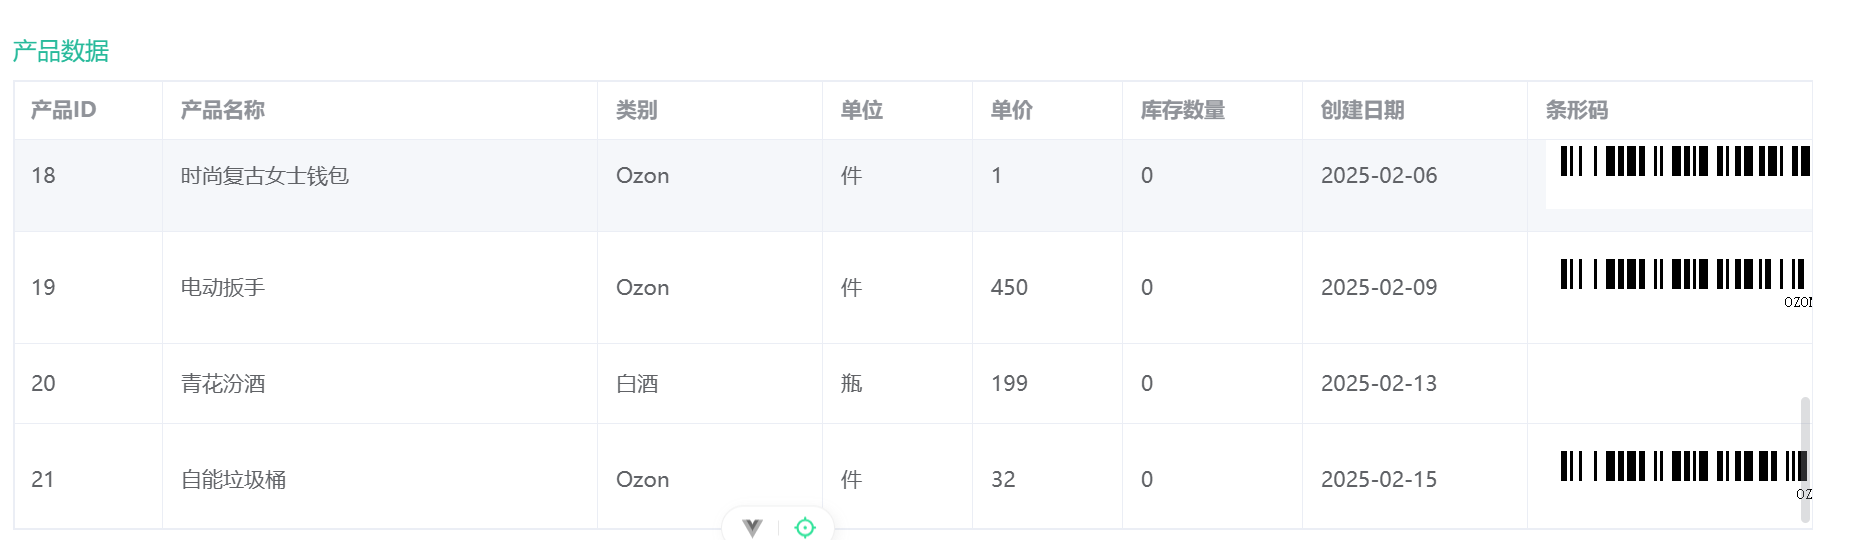 产品数据
产品ID 产品名称 类别 单位 单价 库存数量 创建日期 条形码
18 时尚复古女士钱包 Ozon 件 1 0 2025-02-06
19 电动扳手 Ozon 件 450 0 2025-02-09
OZON
20 青花汾酒 白酒 瓶 199 0 2025-02-13
21 自能垃圾桶 Ozon 件 32 0 2025-02-15
OZ